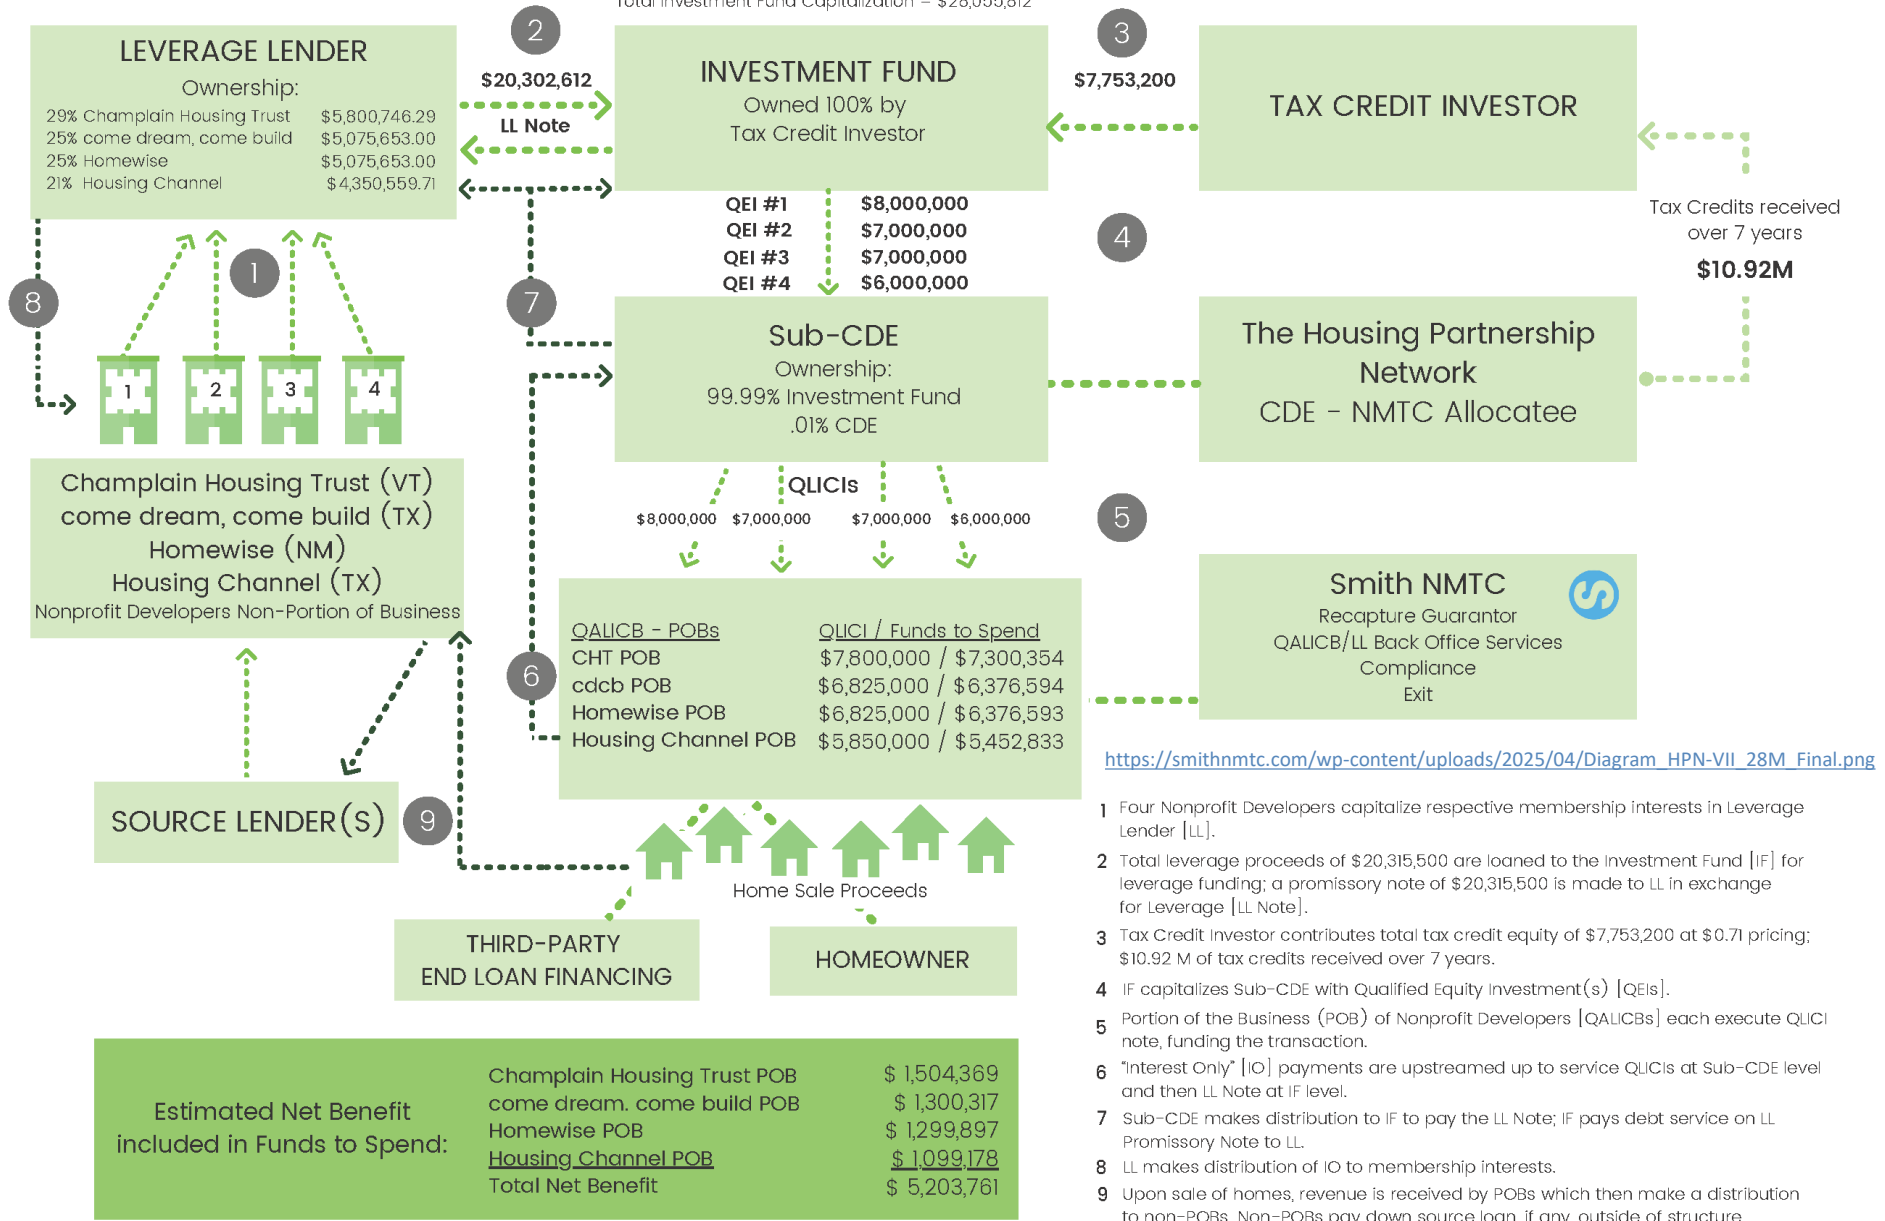 Total Investment Fund Capitalization = $28,055,812
LEVERAGE LENDER
Ownership:
29% Champlain Housing Trust $5,800,746.29
25% come dream, come build $5,075,653.00
25% Homewise $5,075,653.00
21% Housing Channel $4,350,559.71
2
$20,302,612
LL Note
INVESTMENT FUND
Owned 100% by
Tax Credit Investor
3
$7,753,200
TAX CREDIT INVESTOR
Tax Credits received
over 7 years
$10.92M
QEI #1 $8,000,000
QEI #2 $7,000,000
QEI #3 $7,000,000
QEI #4 $6,000,000
4
1
8
7
1
2
3
4
Sub-CDE
Ownership:
99.99% Investment Fund
.01% CDE
The Housing Partnership
Network
CDE - NMTC Allocatee
QLICIs
$8,000,000 $7,000,000 $7,000,000 $6,000,000
5
Champlain Housing Trust (VT)
come dream, come build (TX)
Homewise (NM)
Housing Channel (TX)
Nonprofit Developers Non-Portion of Business
6
QALICB - POBs QLICI / Funds to Spend
CHT POB $7,800,000 / $7,300,354
cdcb POB $6,825,000 / $6,376,594
Homewise POB $6,825,000 / $6,376,593
Housing Channel POB $5,850,000 / $5,452,833
Smith NMTC
Recapture Guarantor
QALICB/LL Back Office Services
Compliance
Exit
https://smithnmtc.com/wp-content/uploads/2025/04/Diagram_HPN-VII_28M_Final.png
SOURCE LENDER(S)
9
Home Sale Proceeds
THIRD-PARTY
END LOAN FINANCING
HOMEOWNER
1 Four Nonprofit Developers capitalize respective membership interests in Leverage
Lender [LL].
2 Total leverage proceeds of $20,315,500 are loaned to the Investment Fund [IF] for
leverage funding; a promissory note of $20,315,500 is made to LL in exchange
for Leverage [LL Note].
3 Tax Credit Investor contributes total tax credit equity of $7,753,200 at $0.71 pricing;
$10.92 M of tax credits received over 7 years.
4 IF capitalizes Sub-CDE with Qualified Equity Investment(s) [QEIs].
5 Portion of the Business (POB) of Nonprofit Developers [QALICBs] each execute QLICI
note, funding the transaction.
6 "Interest Only" [IO] payments are upstreamed up to service QLICIs at Sub-CDE level
and then LL Note at IF level.
7 Sub-CDE makes distribution to IF to pay the LL Note; IF pays debt service on LL
Promissory Note to LL.
8 LL makes distribution of IO to membership interests.
9 Upon sale of homes, revenue is received by POBs which then make a distribution
to non-POBs. Non-POBs pay down source loan, if any, outside of structure.
Estimated Net Benefit
included in Funds to Spend:
Champlain Housing Trust POB $ 1,504,369
come dream. come build POB $ 1,300,317
Homewise POB $ 1,299,897
Housing Channel POB $ 1,099,178
Total Net Benefit $ 5,203,761